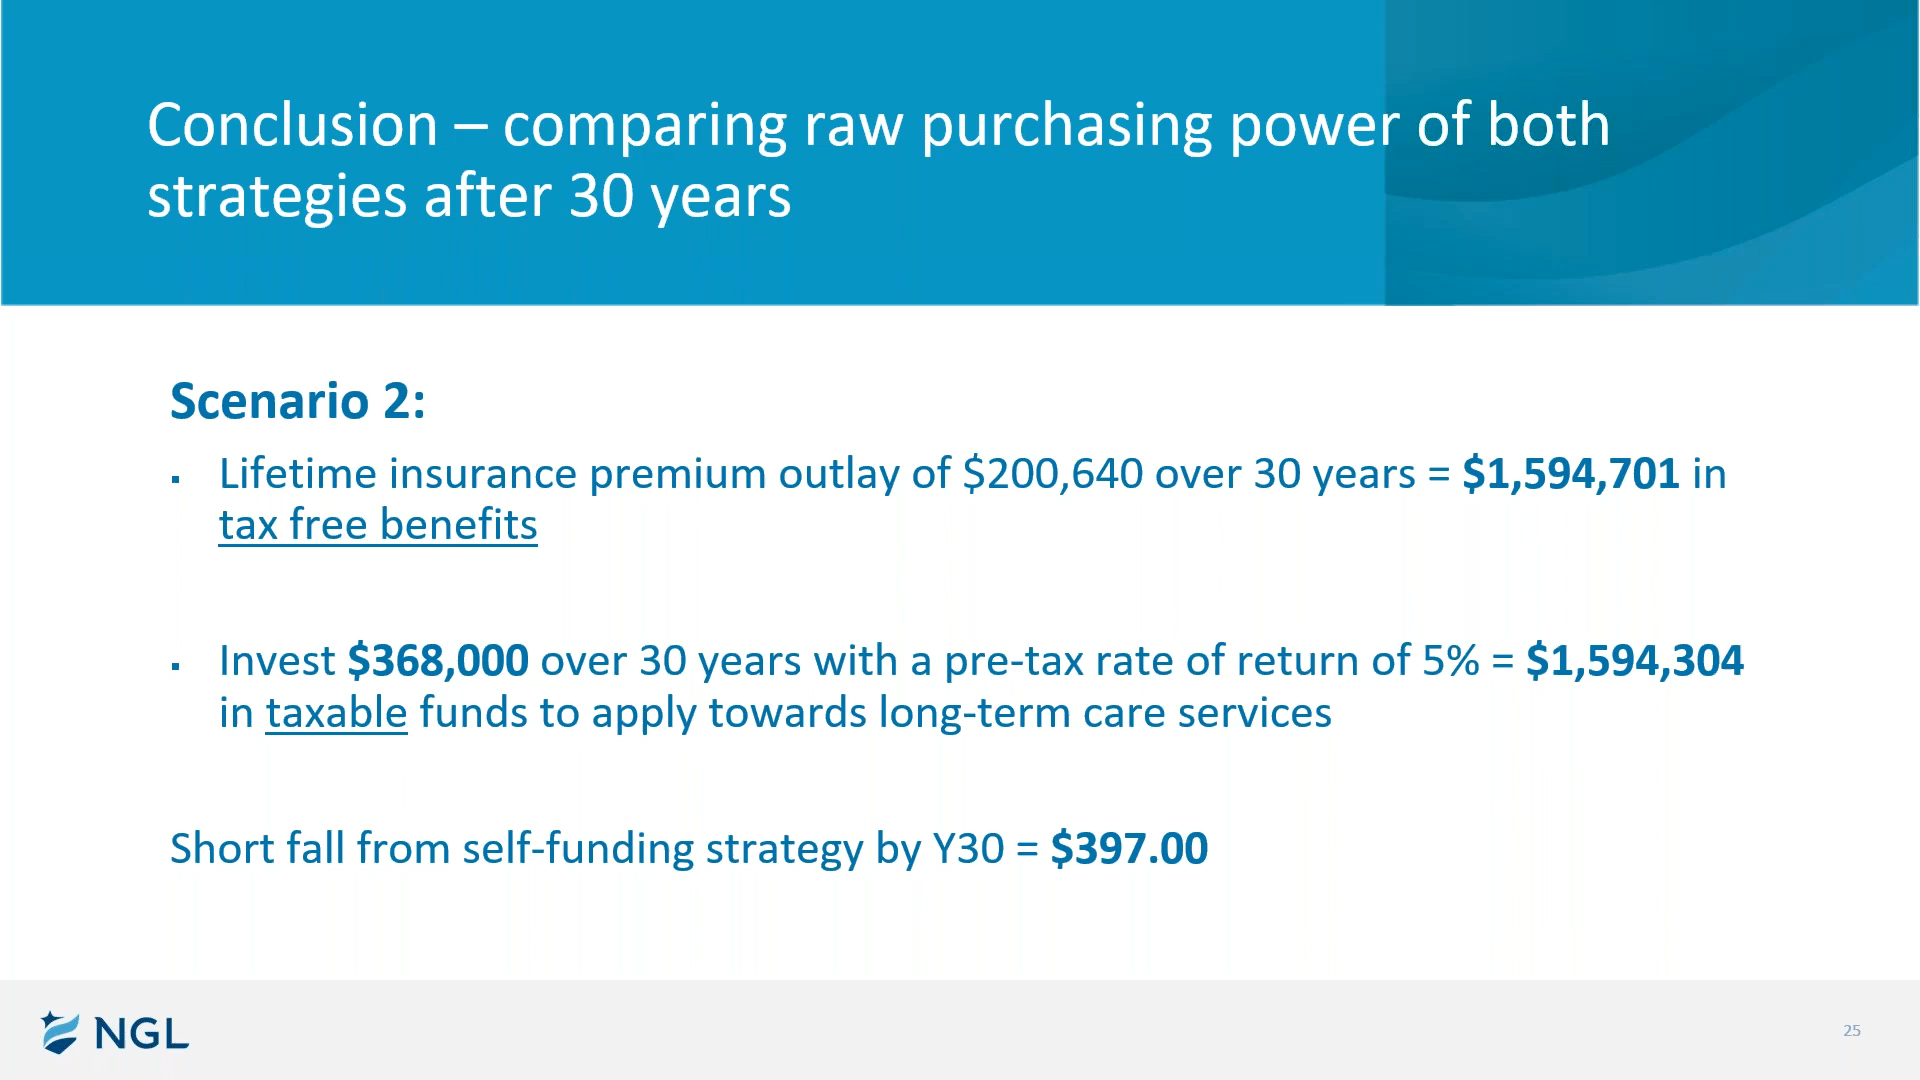 Conclusion – comparing raw purchasing power of both
strategies after 30 years
Scenario 2:
▪ Lifetime insurance premium outlay of $200,640 over 30 years = $1,594,701 in
tax free benefits
▪ Invest $368,000 over 30 years with a pre-tax rate of return of 5% = $1,594,304
in taxable funds to apply towards long-term care services
Short fall from self-funding strategy by Y30 = $397.00
NGL
25